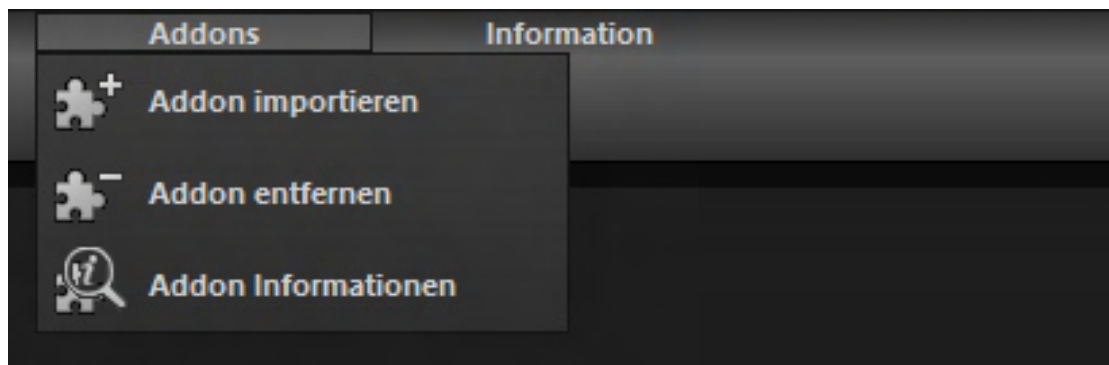 Addons Information
Addon importieren
Addon entfernen
Addon Informationen